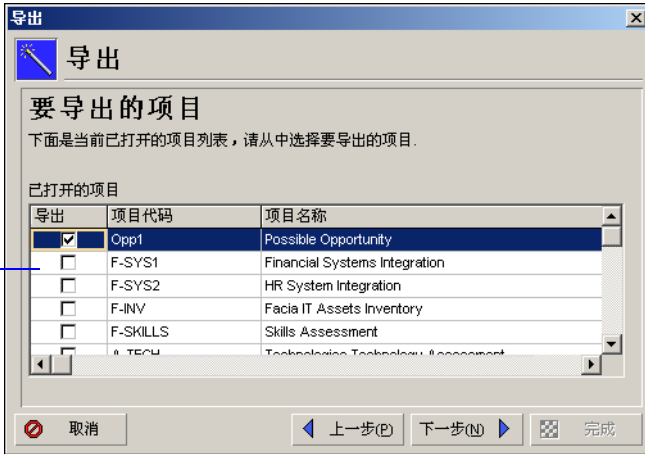 导出
导出
要导出的项目
下面是当前已打开的项目列表，请从中选择要导出的项目.
已打开的项目
导出 项目代码 项目名称
Opp1 Possible Opportunity
F-SYS1 Financial Systems Integration
F-SYS2 HR System Integration
F-INV Facia IT Assets Inventory
F-SKILLS Skills Assessment
A-TECH Technologies Technology Assessment
取消 上一步(P) 下一步(N) 完成